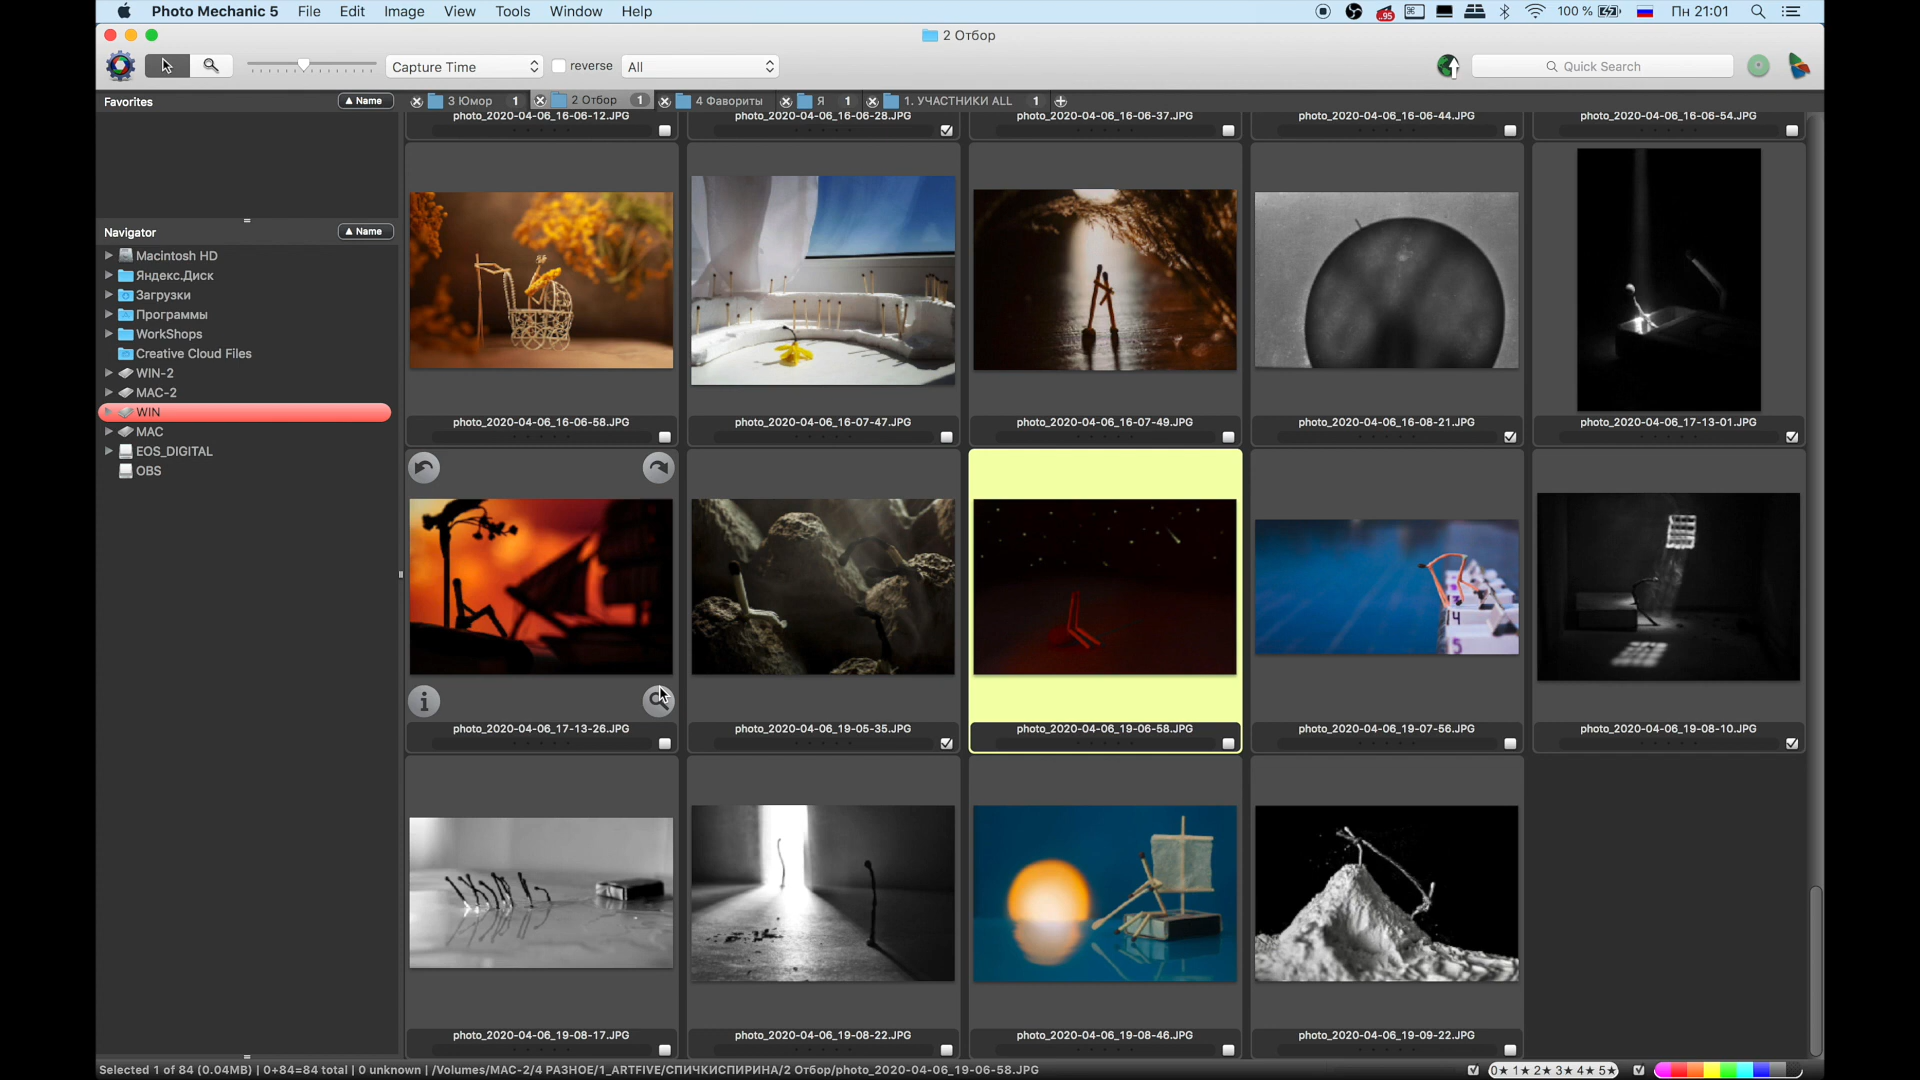 Photo Mechanic 5 File Edit Image View Tools Window Help
..95 100 % Пн 21:01
2 Отбор
Capture Time reverse All Quick Search
Favorites Name
3 Юмор 1 2 Отбор 1 4 Фавориты Я 1 1. УЧАСТНИКИ ALL 1
photo_2020-04-06_16-06-12.JPG photo_2020-04-06_16-06-28.JPG photo_2020-04-06_16-06-37.JPG photo_2020-04-06_16-06-44.JPG photo_2020-04-06_16-06-54.JPG
Navigator Name
Macintosh HD
Яндекс.Диск
Загрузки
Программы
WorkShops
Creative Cloud Files
WIN-2
MAC-2
WIN
MAC
EOS_DIGITAL
OBS
photo_2020-04-06_16-06-58.JPG photo_2020-04-06_16-07-47.JPG photo_2020-04-06_16-07-49.JPG photo_2020-04-06_16-08-21.JPG photo_2020-04-06_17-13-01.JPG
14
5
photo_2020-04-06_17-13-26.JPG photo_2020-04-06_19-05-35.JPG photo_2020-04-06_19-06-58.JPG photo_2020-04-06_19-07-56.JPG photo_2020-04-06_19-08-10.JPG
photo_2020-04-06_19-08-17.JPG photo_2020-04-06_19-08-22.JPG photo_2020-04-06_19-08-46.JPG photo_2020-04-06_19-09-22.JPG
Selected 1 of 84 (0.04MB) | 0+84=84 total | 0 unknown | /Volumes/MAC-2/4 РАЗНОЕ/1_ARTFIVE/СПИЧКИСПИРИНА/2 Отбор/photo_2020-04-06_19-06-58.JPG
0★ 1★ 2★ 3★ 4★ 5★